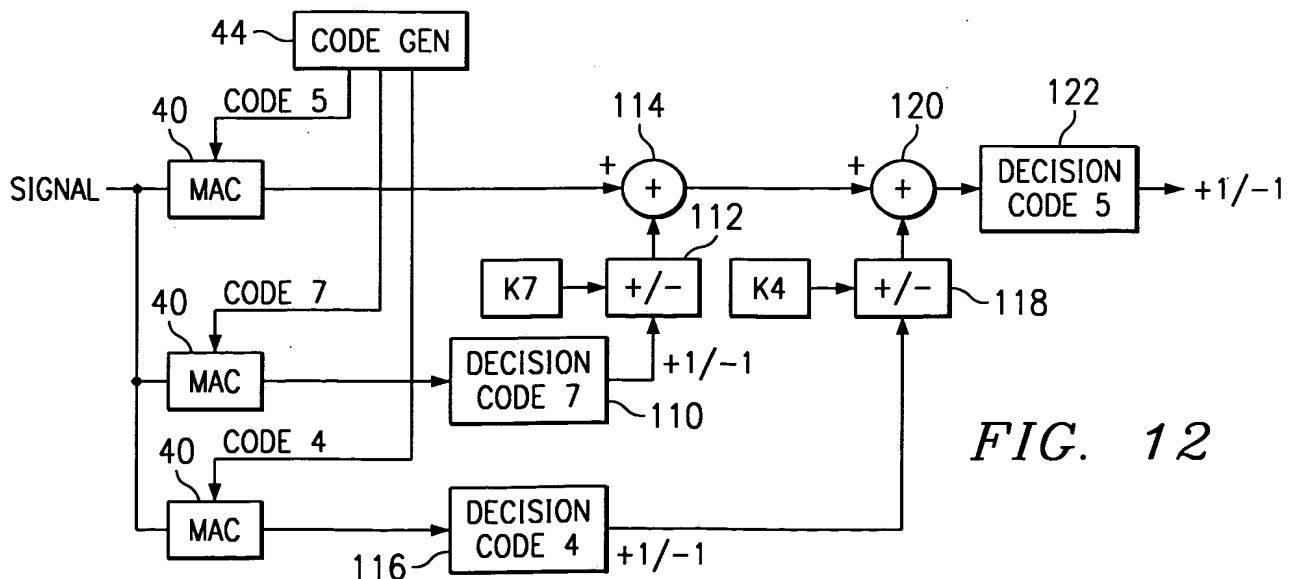 44
CODE GEN
CODE 5
40
MAC
SIGNAL
+
114
+
+
120
+
122
DECISION
CODE 5
+1/-1
112
K7
+/-
K4
+/-
118
CODE 7
40
MAC
DECISION
CODE 7
+1/-1
110
CODE 4
40
MAC
DECISION
CODE 4
+1/-1
116
FIG. 12